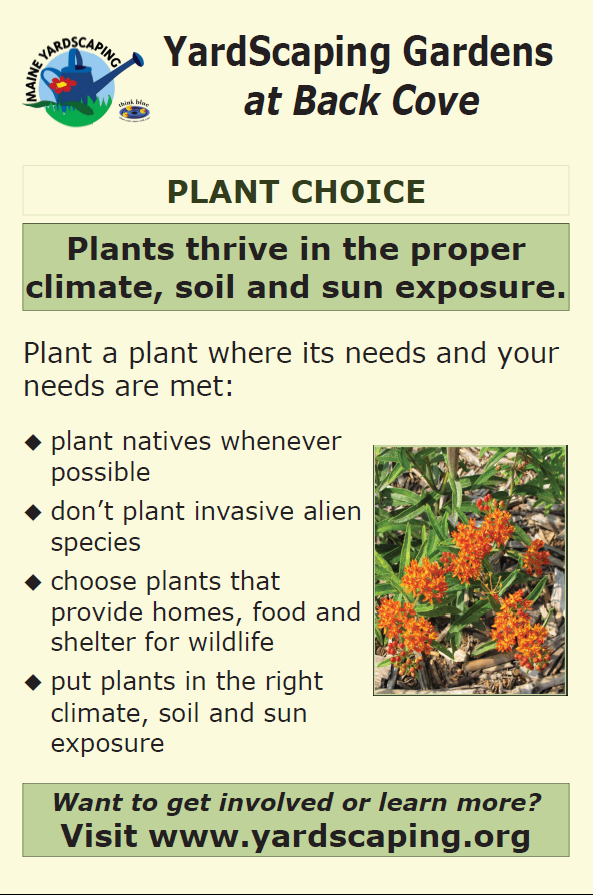 MAINE YARDSCAPING
think blue
YardScaping Gardens
at Back Cove
PLANT CHOICE
Plants thrive in the proper
climate, soil and sun exposure.
Plant a plant where its needs and your
needs are met:
◆ plant natives whenever
possible
◆ don’t plant invasive alien
species
◆ choose plants that
provide homes, food and
shelter for wildlife
◆ put plants in the right
climate, soil and sun
exposure
Want to get involved or learn more?
Visit www.yardscaping.org